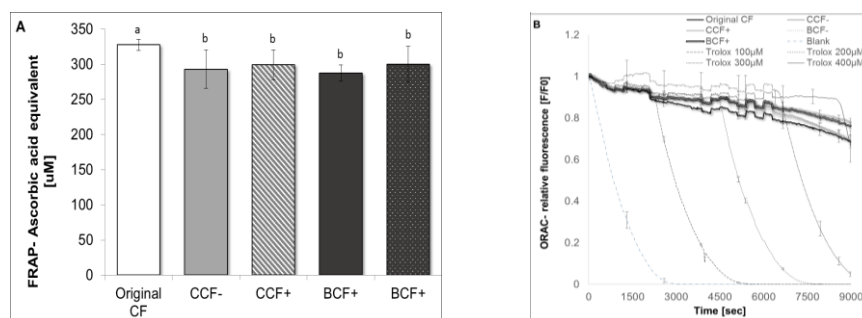 A
FRAP- Ascorbic acid equivalent
[uM]
400
350
300
250
200
150
100
50
0
a
b
b
b
b
Original
CF
CCF-
CCF+
BCF+
BCF+
B
Original CF
CCF-
CCF+
BCF-
BCF+
Blank
Trolox 100µM
Trolox 200µM
Trolox 300µM
Trolox 400µM
ORAC- relative fluorescence [F/F0]
1.2
1
0.8
0.6
0.4
0.2
0
0
1500
3000
4500
6000
7500
9000
Time [sec]